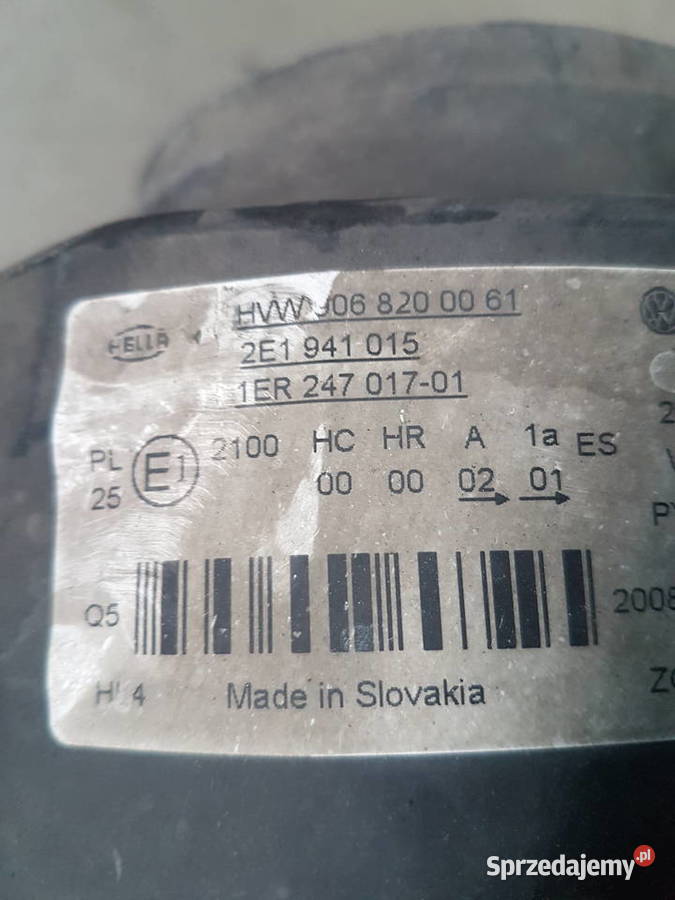 HVW 906 820 00 61
HELLA
2E1 941 015
1ER 247 017-01
PL E1 2100 HC HR A 1a ES
25 00 00 02 01
Q5 2008
Made in Slovakia
Sprzedajemy.pl